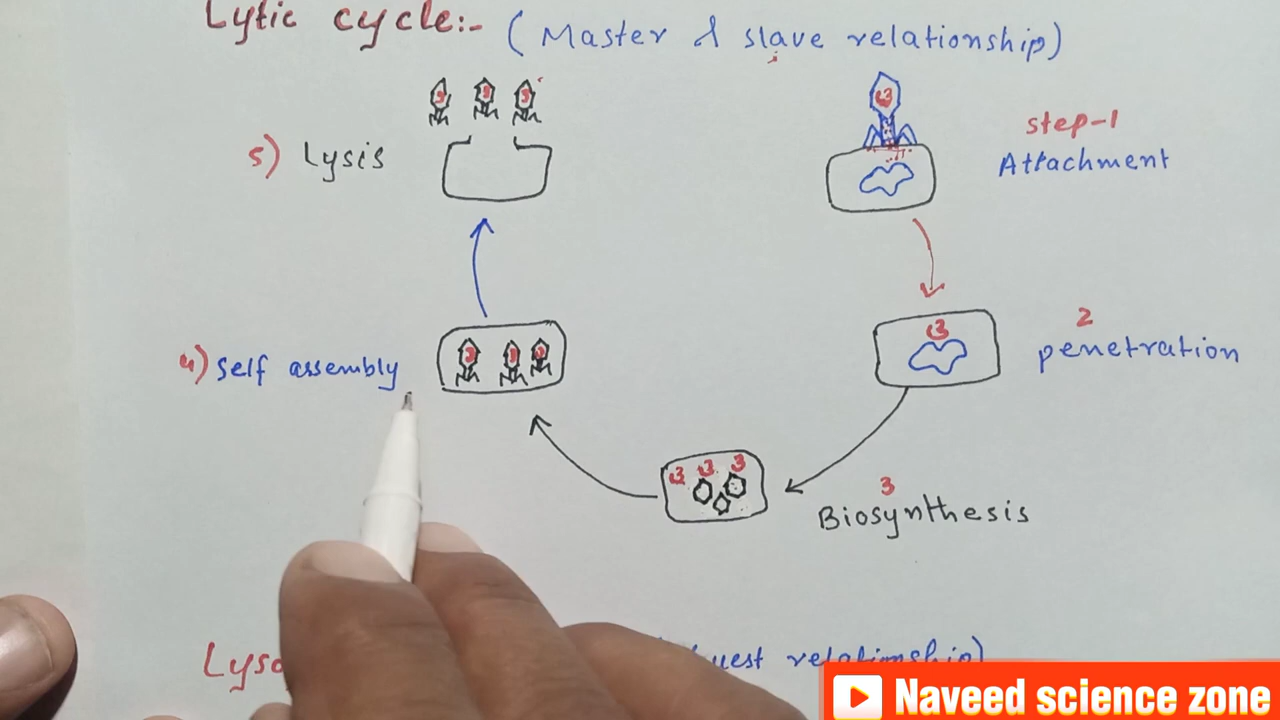 Lytic cycle:- (Master & slave relationship)
step-1
Attachment
5) Lysis
2
penetration
4) Self assembly
3
Biosynthesis
relationship)
Naveed science zone